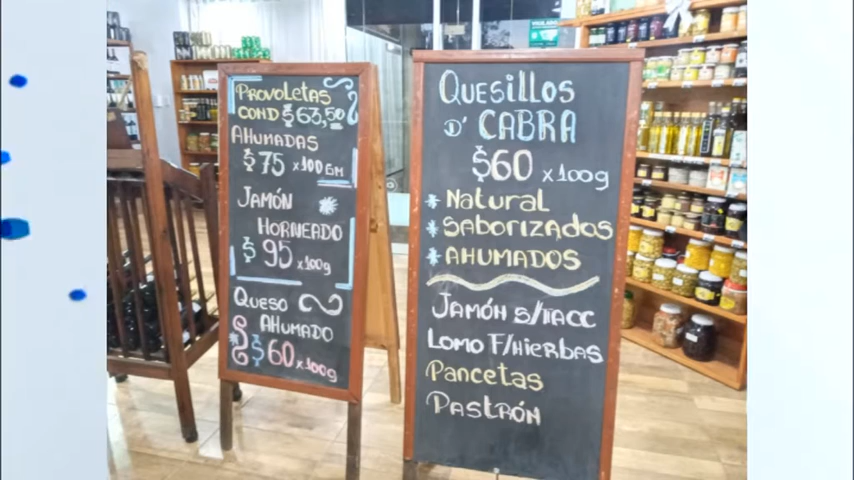 PROVOLETAS
COND $63,50
AHUMADAS
$75 x100GM
JAMÓN
HORNEADO
$95 x100g
QUESO
AHUMADO
$60 x100g
QUESILLOS
D' CABRA
$60 x100g
* Natural
* SABORIZADOS
* AHUMADOS
JAMÓN S/TACC
LOMO F/HIERBAS
PANCETAS
PASTRÓN